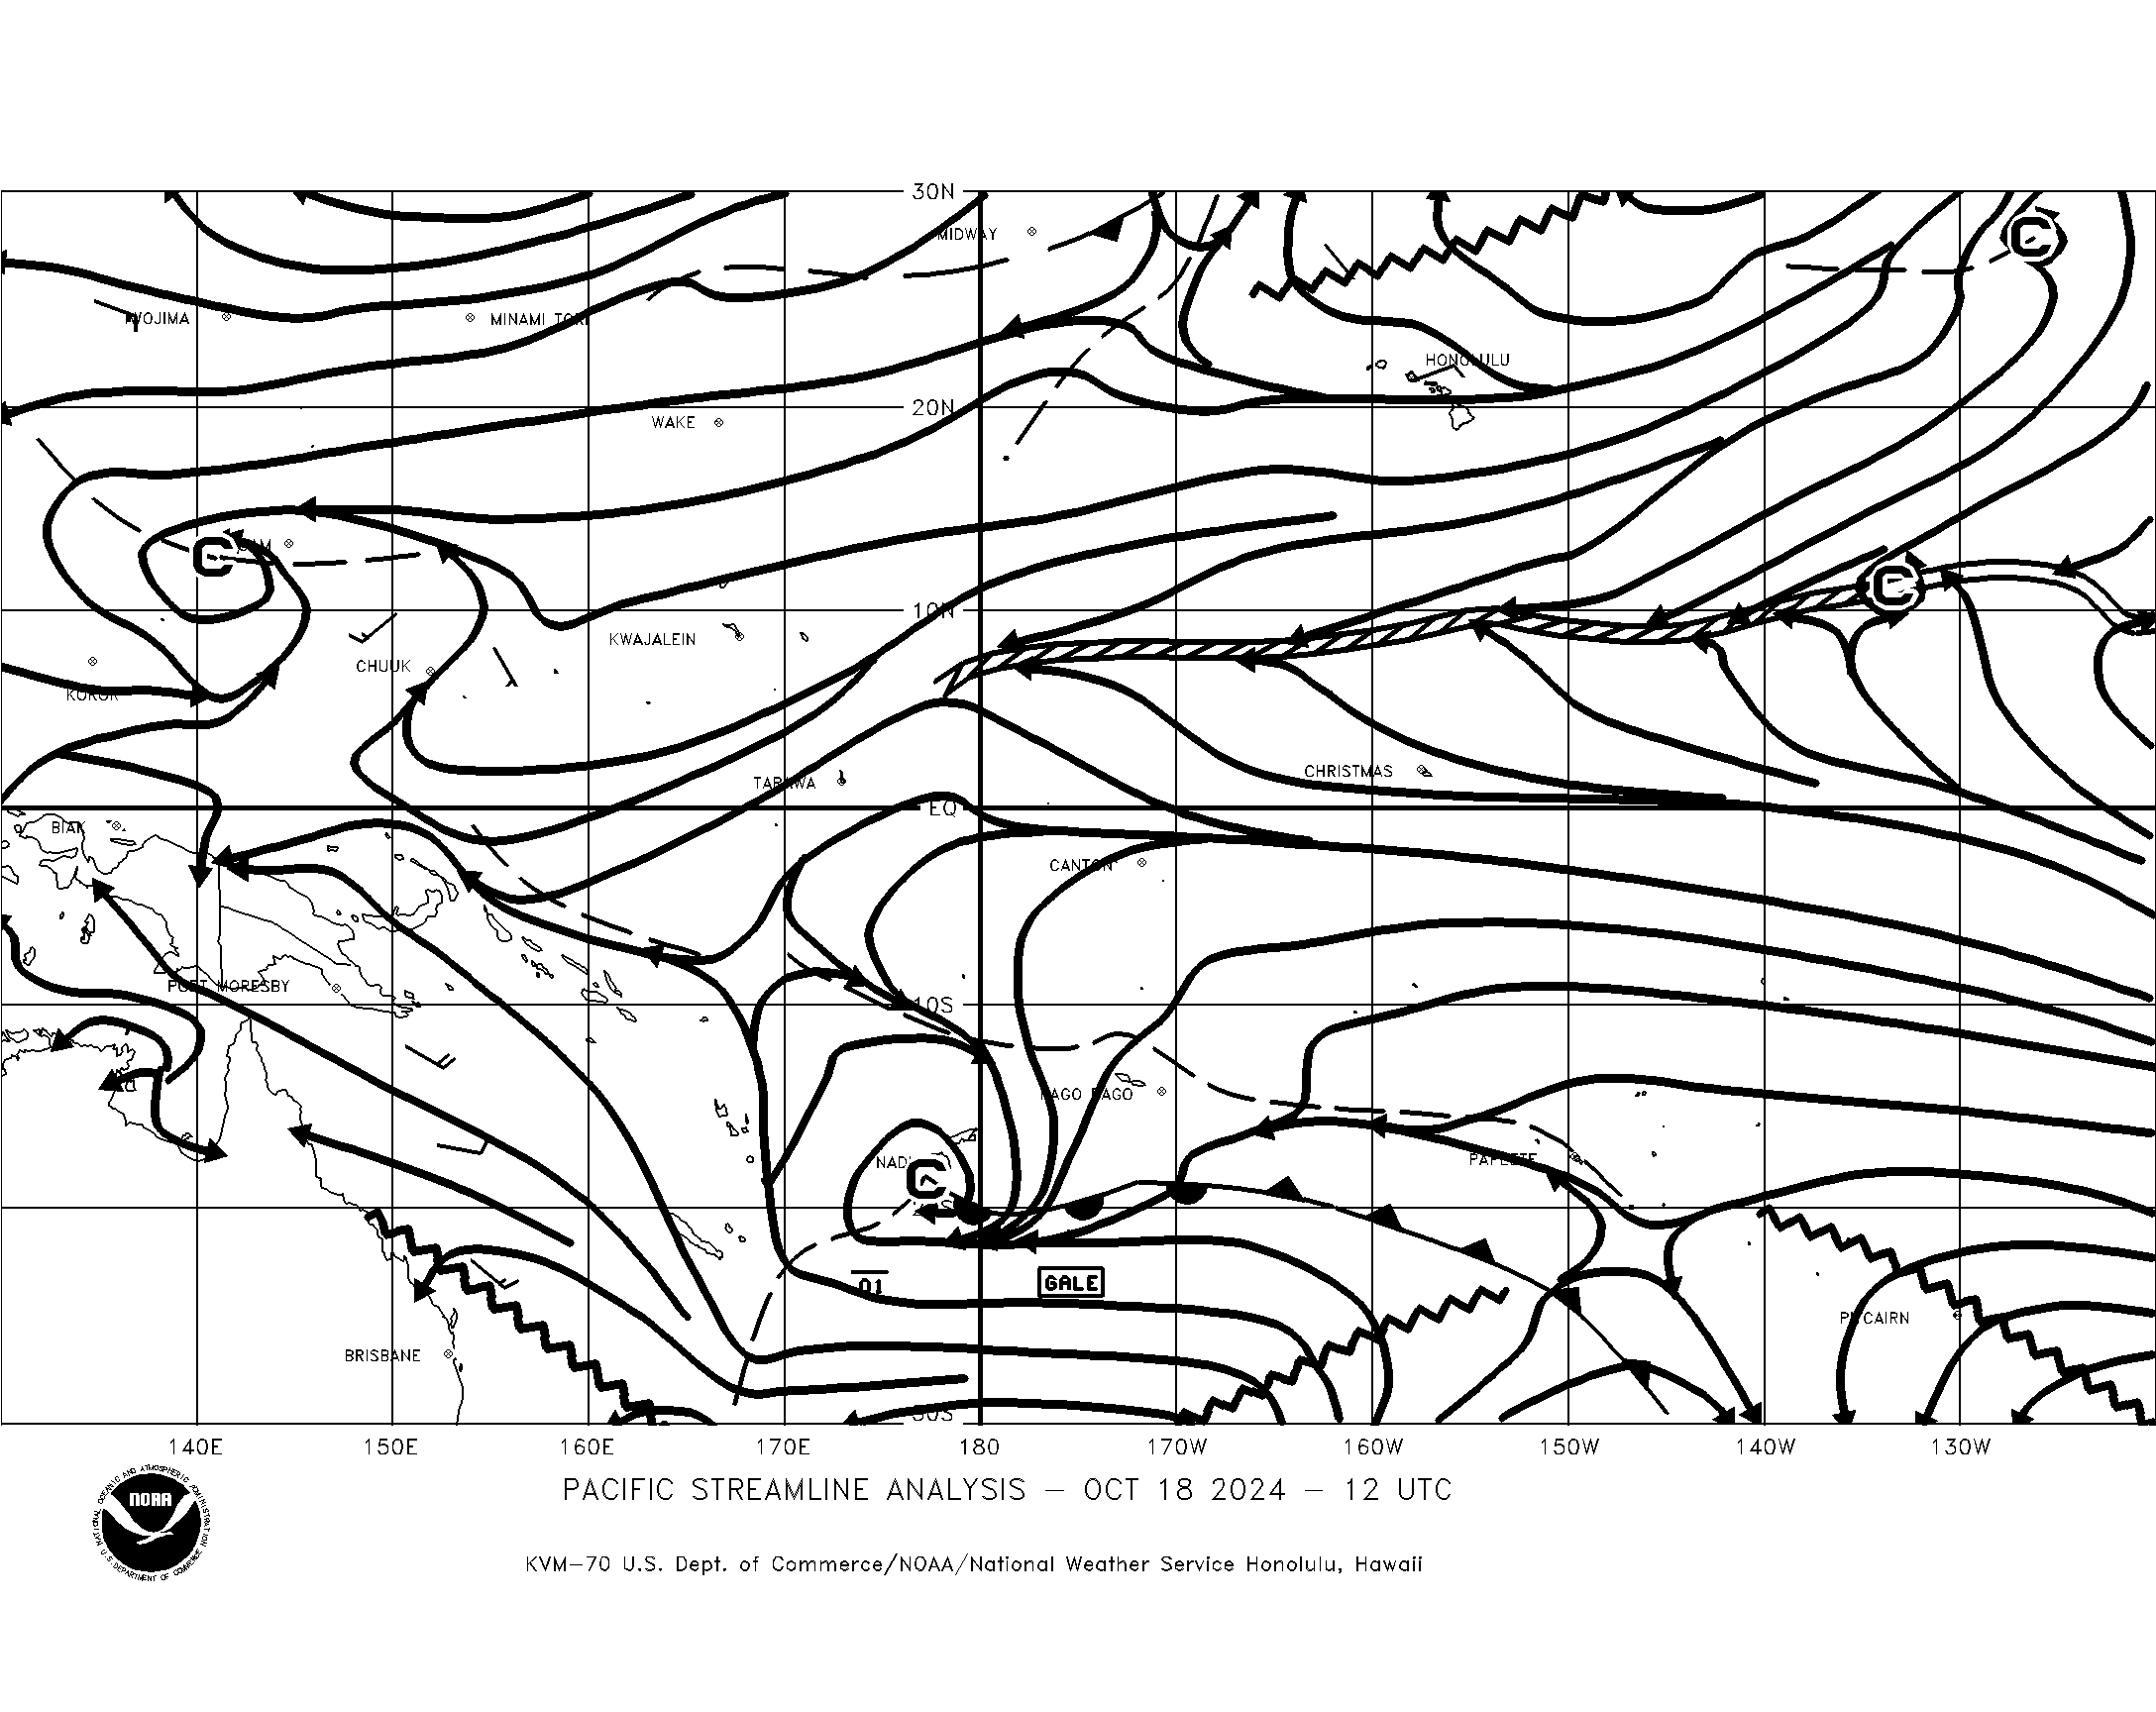 30N
MIDWAY
IWOJIMA
MINAMI TORI
HONOLULU
20N
WAKE
C
C
GUAM
C
10N
KWAJALEIN
CHUUK
KOROR
CHRISTMAS
TARAWA
EQ
BIAK
CANTON
PORT MORESBY
10S
PAGO PAGO
NADI
C
PAPEETE
20S
01
GALE
PITCAIRN
BRISBANE
30S
140E 150E 160E 170E 180 170W 160W 150W 140W 130W
PACIFIC STREAMLINE ANALYSIS - OCT 18 2024 - 12 UTC
NATIONAL OCEANIC AND ATMOSPHERIC ADMINISTRATION
NOAA
U.S. DEPARTMENT OF COMMERCE
KVM-70 U.S. Dept. of Commerce/NOAA/National Weather Service Honolulu, Hawaii